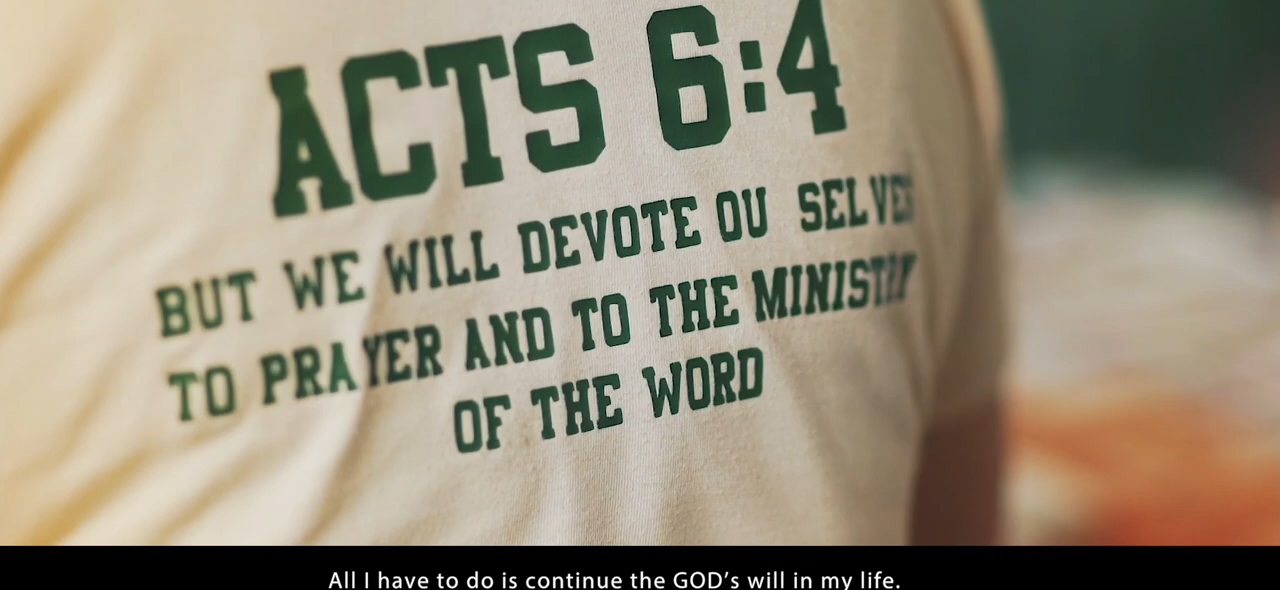 ACTS 6:4
BUT WE WILL DEVOTE OU SELVES
TO PRAYER AND TO THE MINISTRY
OF THE WORD
All I have to do is continue the GOD's will in my life.